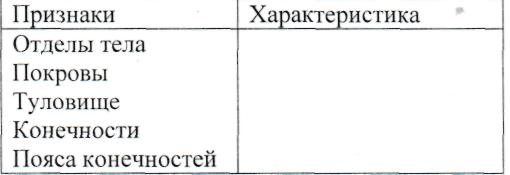 Признаки Характеристика
Отделы тела
Покровы
Туловище
Конечности
Пояса конечностей